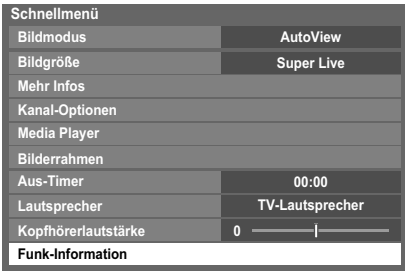 Schnellmenü
Bildmodus AutoView
Bildgröße Super Live
Mehr Infos
Kanal-Optionen
Media Player
Bilderrahmen
Aus-Timer 00:00
Lautsprecher TV-Lautsprecher
Kopfhörerlautstärke 0
Funk-Information